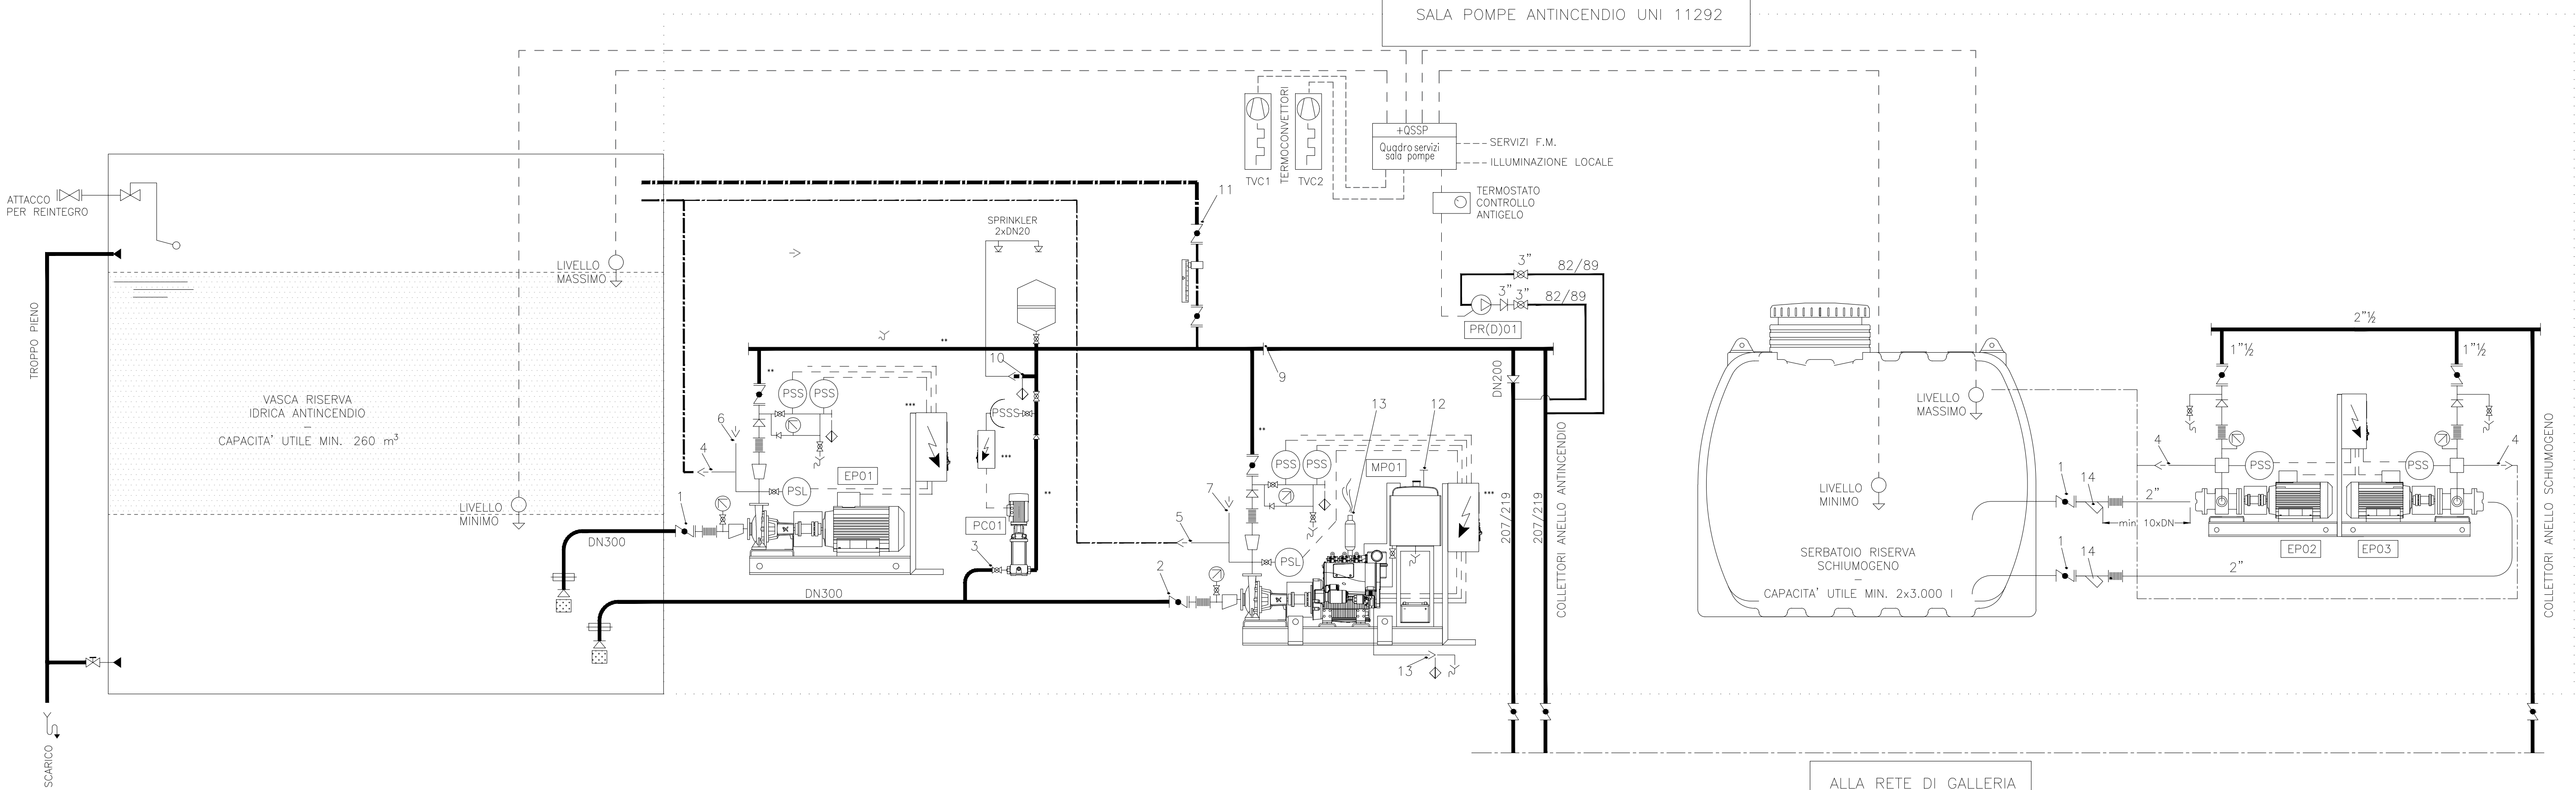 SALA POMPE ANTINCENDIO UNI 11292
ATTACCO
PER REINTEGRO
TROPPO PIENO
SCARICO
LIVELLO
MASSIMO
VASCA RISERVA
IDRICA ANTINCENDIO
–
CAPACITA' UTILE MIN. 260 m³
LIVELLO
MINIMO
DN300
DN300
1
4
6
**
**
PSS
PSS
***
PSL
EP01
SPRINKLER
2xDN20
10
PSSS
***
**
PC01
3
2
11
TVC1
TERMOCONVETTORI
TVC2
+QSSP
Quadro servizi
sala pompe
SERVIZI F.M.
ILLUMINAZIONE LOCALE
TERMOSTATO
CONTROLLO
ANTIGELO
3"
82/89
3"
3"
82/89
PR(D)01
9
**
5
7
PSS
PSS
PSL
13
12
MP01
***
13
DN200
207/219
207/219
COLLETTORI ANELLO ANTINCENDIO
LIVELLO
MASSIMO
LIVELLO
MINIMO
SERBATOIO RISERVA
SCHIUMOGENO
–
CAPACITA' UTILE MIN. 2x3.000 l
1
14
2"
min. 10xDN
1
14
2"
2"½
1"½
1"½
4
4
PSS
PSS
EP02
EP03
COLLETTORI ANELLO SCHIUMOGENO
ALLA RETE DI GALLERIA